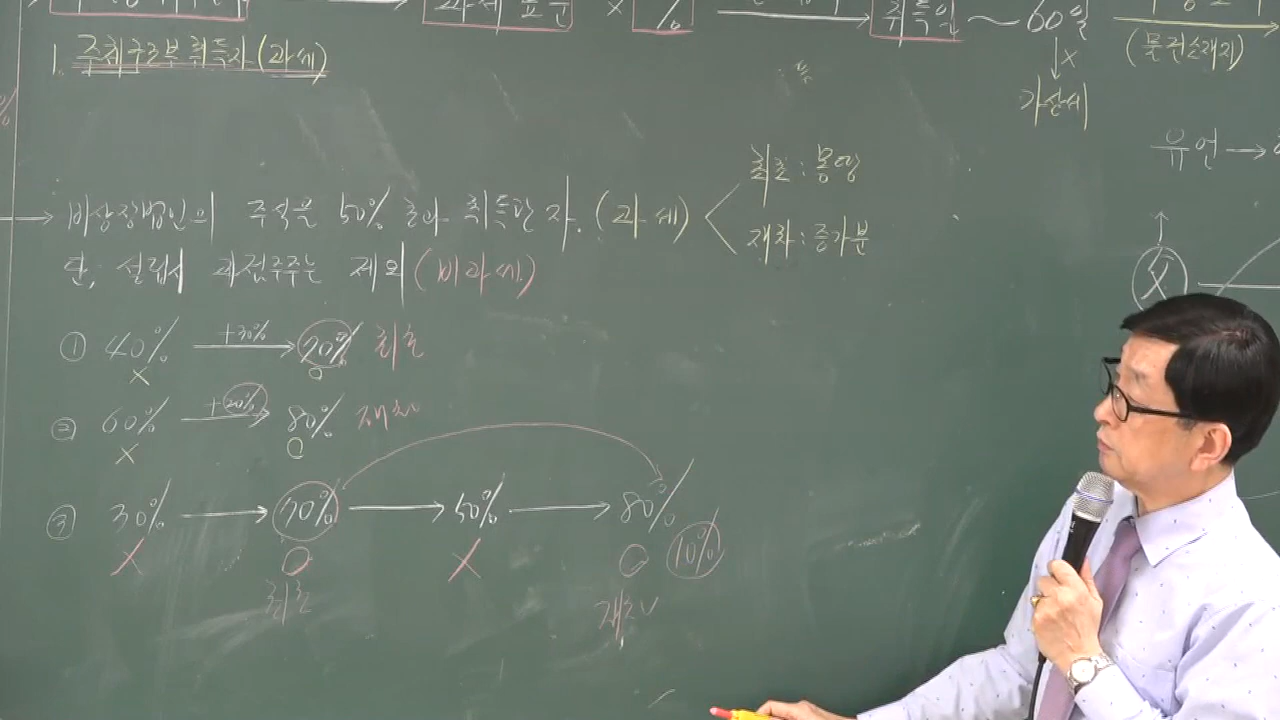 과세표준 × % → 취득일 ~ 60일
1. 주체구조부 취득자 (과세)
(물건소재지)
↓×
가산세
유언 →
비상장법인의 주식을 50% 초과 취득한 자. (과세)
최초 : 몽땅
재차 : 증가분
단, 설립시 과점주주는 제외 (비과세)
① 40% +30% → 70% 최초
× ○
② 60% +20% → 80% 재차
× ○
③ 30% → 70% → 50% → 80%
× ○ × ○ 10%
최초 재차